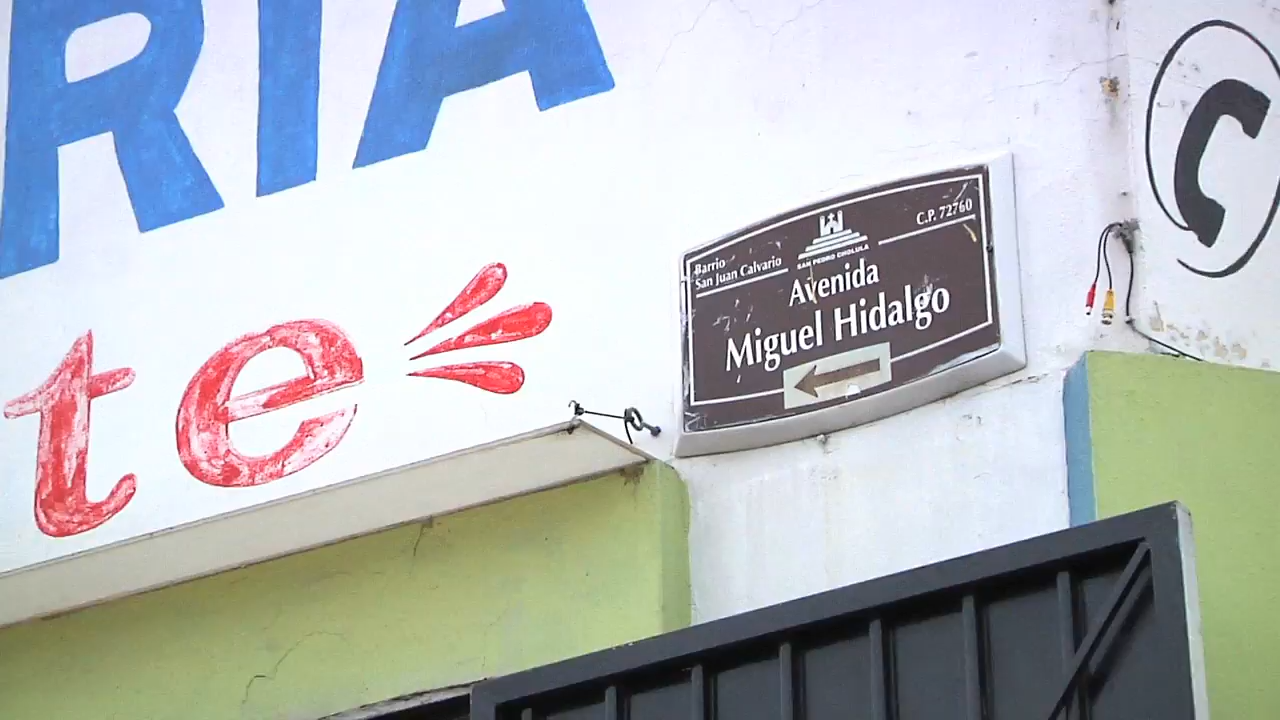 RIA
te
Barrio
San Juan Calvario
SAN PEDRO CHOLULA
C.P. 72760
Avenida
Miguel Hidalgo